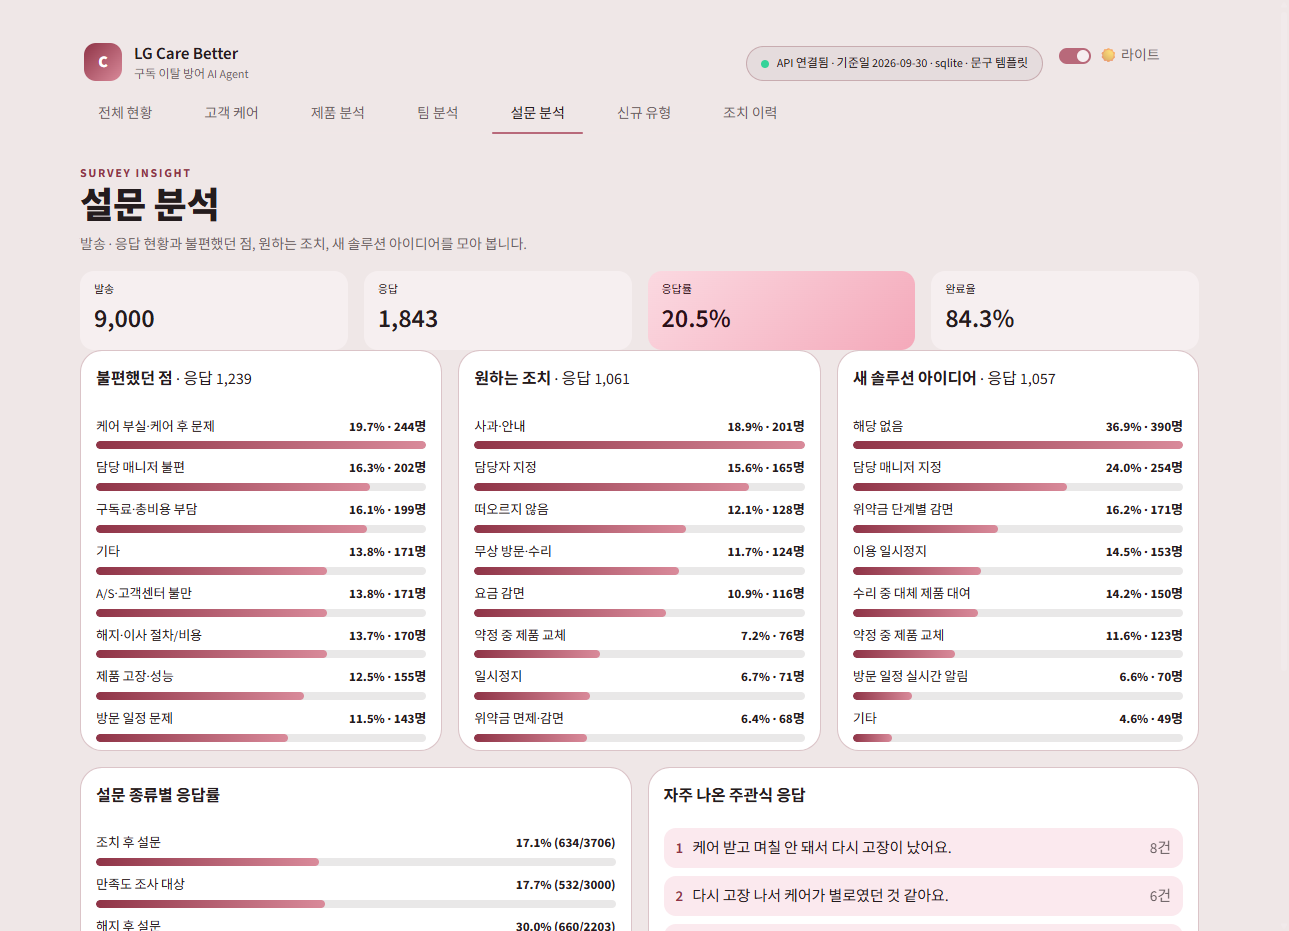 C
LG Care Better
구독 이탈 방어 AI Agent
API 연결됨 · 기준일 2026-09-30 · sqlite · 문구 템플릿
라이트
전체 현황
고객 케어
제품 분석
팀 분석
설문 분석
신규 유형
조치 이력
SURVEY INSIGHT
설문 분석
발송 · 응답 현황과 불편했던 점, 원하는 조치, 새 솔루션 아이디어를 모아 봅니다.
발송
9,000
응답
1,843
응답률
20.5%
완료율
84.3%
불편했던 점 · 응답 1,239
케어 부실·케어 후 문제 19.7% · 244명
담당 매니저 불편 16.3% · 202명
구독료·총비용 부담 16.1% · 199명
기타 13.8% · 171명
A/S·고객센터 불만 13.8% · 171명
해지·이사 절차/비용 13.7% · 170명
제품 고장·성능 12.5% · 155명
방문 일정 문제 11.5% · 143명
원하는 조치 · 응답 1,061
사과·안내 18.9% · 201명
담당자 지정 15.6% · 165명
떠오르지 않음 12.1% · 128명
무상 방문·수리 11.7% · 124명
요금 감면 10.9% · 116명
약정 중 제품 교체 7.2% · 76명
일시정지 6.7% · 71명
위약금 면제·감면 6.4% · 68명
새 솔루션 아이디어 · 응답 1,057
해당 없음 36.9% · 390명
담당 매니저 지정 24.0% · 254명
위약금 단계별 감면 16.2% · 171명
이용 일시정지 14.5% · 153명
수리 중 대체 제품 대여 14.2% · 150명
약정 중 제품 교체 11.6% · 123명
방문 일정 실시간 알림 6.6% · 70명
기타 4.6% · 49명
설문 종류별 응답률
조치 후 설문 17.1% (634/3706)
만족도 조사 대상 17.7% (532/3000)
해지 후 설문 30.0% (660/2203)
자주 나온 주관식 응답
1 케어 받고 며칠 안 돼서 다시 고장이 났어요. 8건
2 다시 고장 나서 케어가 별로였던 것 같아요. 6건